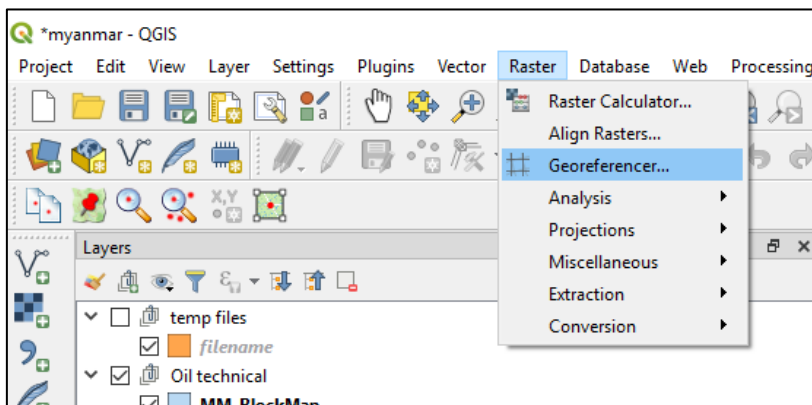 *myanmar - QGIS
Project Edit View Layer Settings Plugins Vector Raster Database Web Processing
Raster Calculator...
Align Rasters...
Georeferencer...
Analysis
Projections
Miscellaneous
Extraction
Conversion
a
X,Y
Layers
temp files
filename
Oil technical
MM_BlockMap